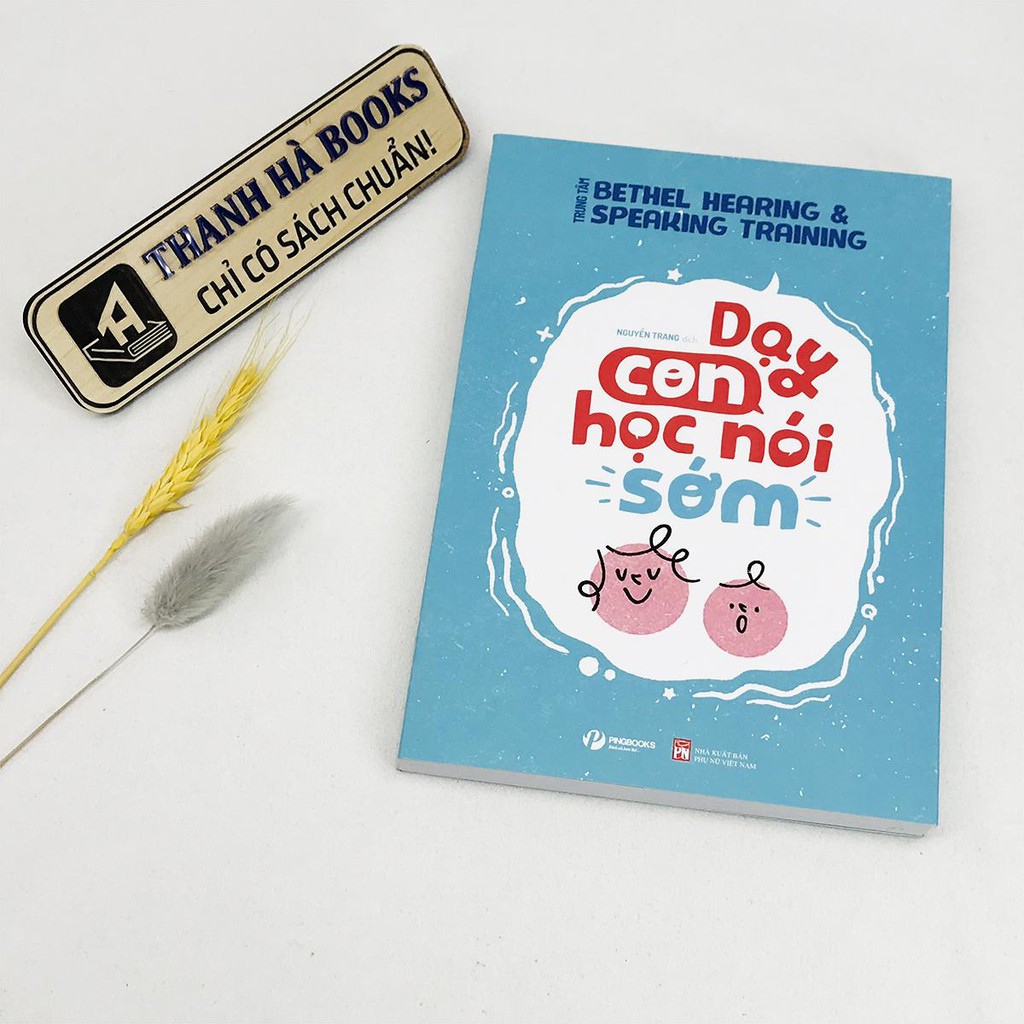 THANH HÀ BOOKS
CHỈ CÓ SÁCH CHUẨN!
TRUNG TÂM
BETHEL HEARING &
SPEAKING TRAINING
NGUYỄN TRANG dịch
Dạy
con
học nói
sớm
PINGBOOKS
NHÀ XUẤT BẢN
PHỤ NỮ VIỆT NAM
PN